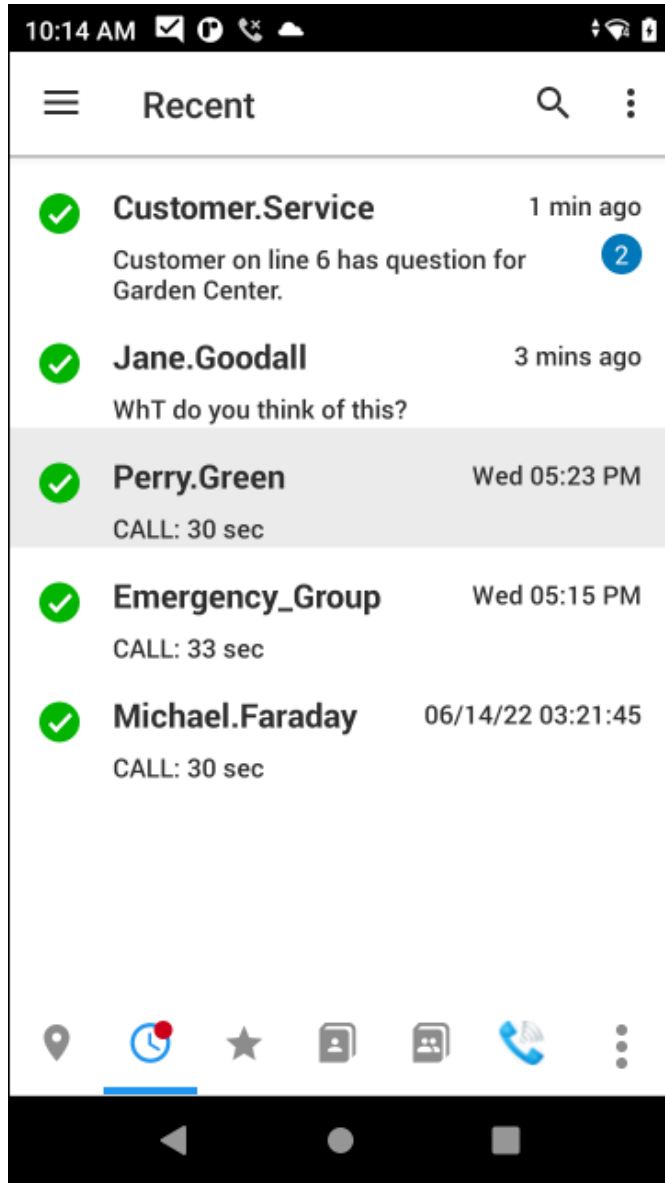 10:14 AM
Recent
Customer.Service 1 min ago
Customer on line 6 has question for 2
Garden Center.
Jane.Goodall 3 mins ago
WhT do you think of this?
Perry.Green Wed 05:23 PM
CALL: 30 sec
Emergency_Group Wed 05:15 PM
CALL: 33 sec
Michael.Faraday 06/14/22 03:21:45
CALL: 30 sec